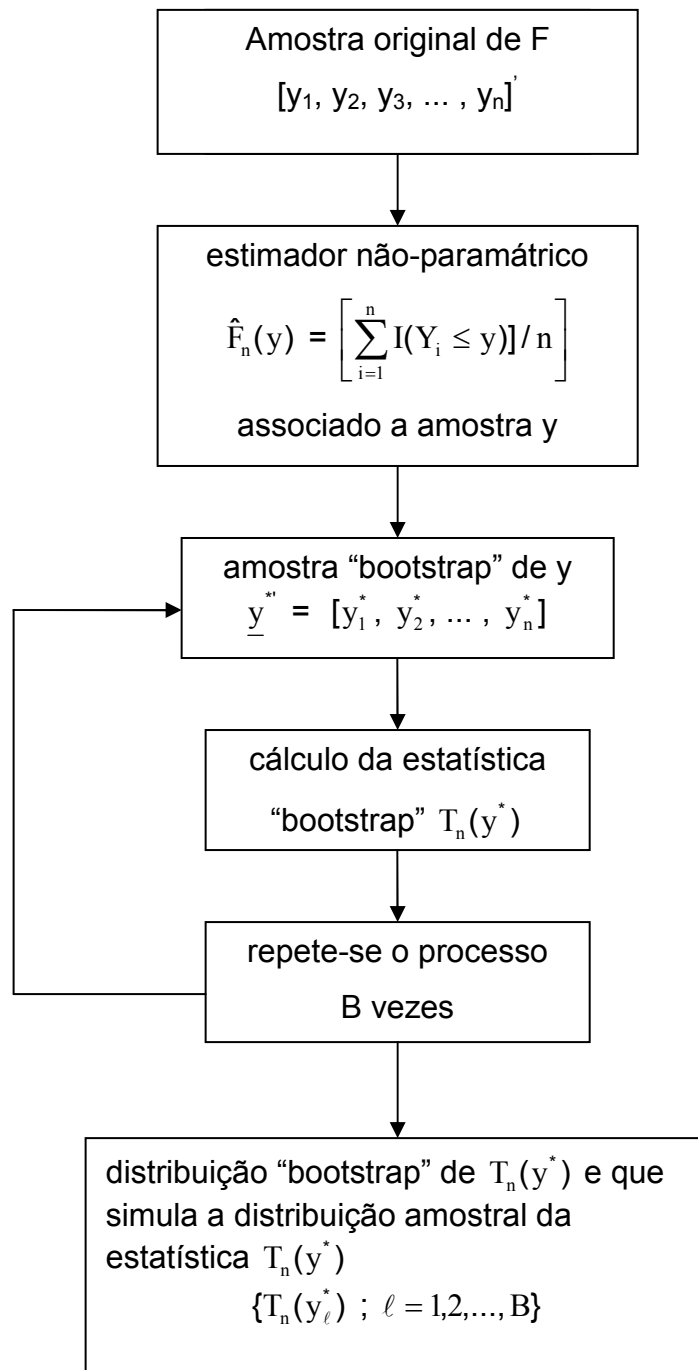 Amostra original de F
[y₁, y₂, y₃, ... , yₙ]'
estimador não-paramátrico
F̂ₙ(y) = [∑ᵢ₌₁ⁿ I(Yᵢ ≤ y)] / n]
associado a amostra y
amostra “bootstrap” de y
y*' = [y₁*, y₂*, ... , yₙ*]
cálculo da estatística
“bootstrap” Tₙ(y*)
repete-se o processo
B vezes
distribuição “bootstrap” de Tₙ(y*) e que
simula a distribuição amostral da
estatística Tₙ(y*)
{Tₙ(y*_ℓ) ; ℓ = 1,2,..., B}